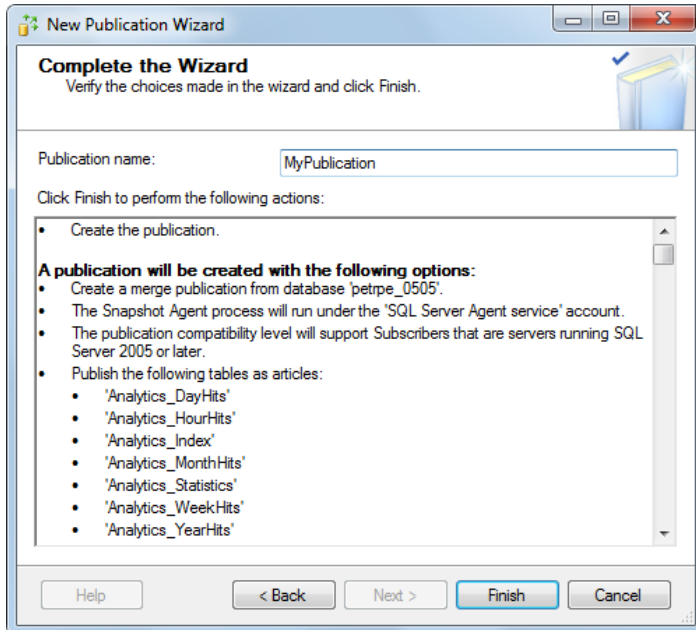 New Publication Wizard
Complete the Wizard
Verify the choices made in the wizard and click Finish.
Publication name:
MyPublication
Click Finish to perform the following actions:
• Create the publication.
A publication will be created with the following options:
• Create a merge publication from database 'petrpe_0505'.
• The Snapshot Agent process will run under the 'SQL Server Agent service' account.
• The publication compatibility level will support Subscribers that are servers running SQL
Server 2005 or later.
• Publish the following tables as articles:
• 'Analytics_DayHits'
• 'Analytics_HourHits'
• 'Analytics_Index'
• 'Analytics_MonthHits'
• 'Analytics_Statistics'
• 'Analytics_WeekHits'
• 'Analytics_YearHits'
Help
< Back
Next >
Finish
Cancel